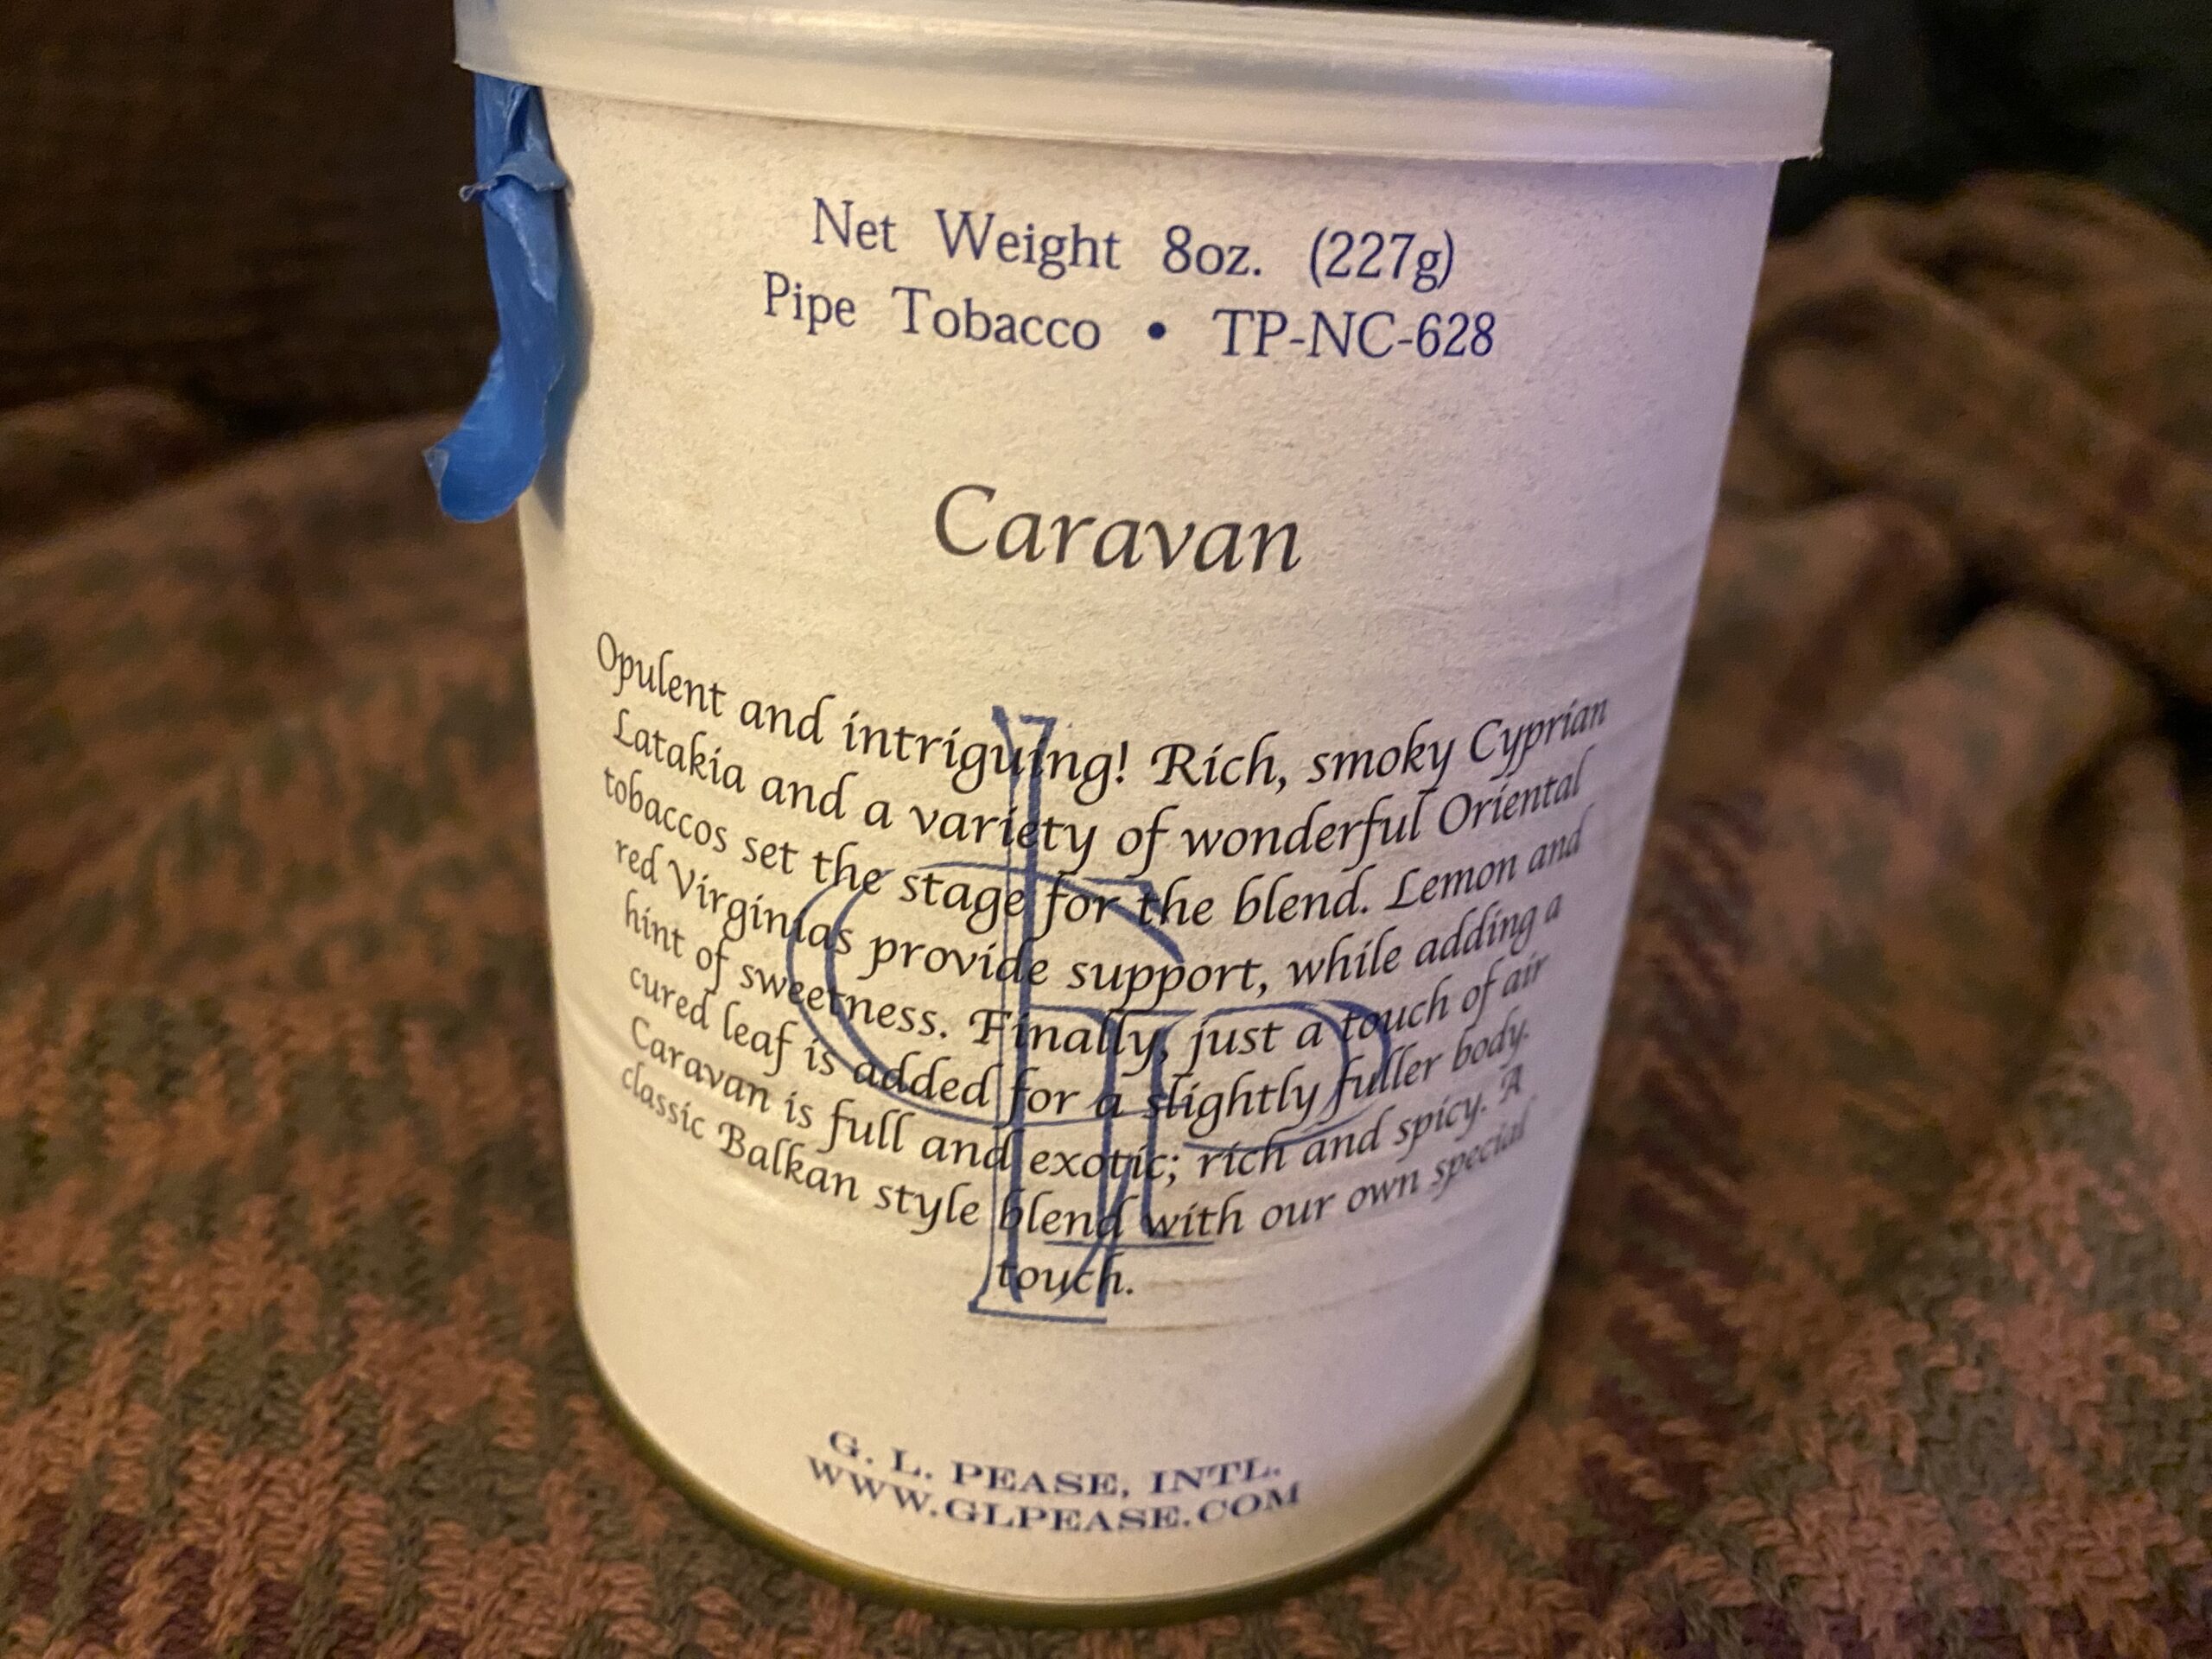 Net Weight 8oz. (227g)
Pipe Tobacco • TP-NC-628
Caravan
Opulent and intriguing! Rich, smoky Cyprian
Latakia and a variety of wonderful Oriental
tobaccos set the stage for the blend. Lemon and
red Virginias provide support, while adding a
hint of sweetness. Finally, just a touch of air
cured leaf is added for a slightly fuller body.
Caravan is full and exotic; rich and spicy. A
classic Balkan style blend with our own special
touch.
G. L. PEASE, INTL.
WWW.GLPEASE.COM